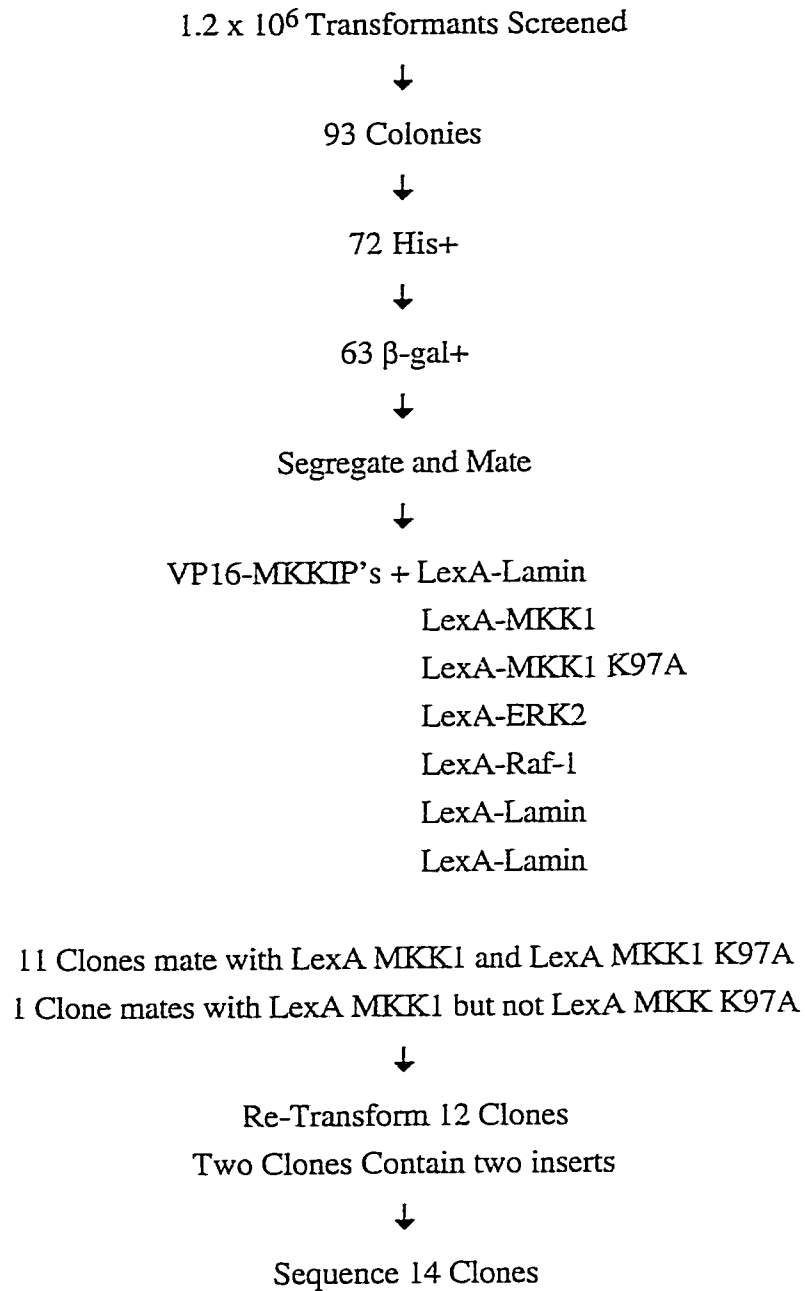 1.2 x 10⁶ Transformants Screened
↓
93 Colonies
↓
72 His+
↓
63 β-gal+
↓
Segregate and Mate
↓
VP16-MKKIP's + LexA-Lamin
LexA-MKK1
LexA-MKK1 K97A
LexA-ERK2
LexA-Raf-1
LexA-Lamin
LexA-Lamin
11 Clones mate with LexA MKK1 and LexA MKK1 K97A
1 Clone mates with LexA MKK1 but not LexA MKK K97A
↓
Re-Transform 12 Clones
Two Clones Contain two inserts
↓
Sequence 14 Clones